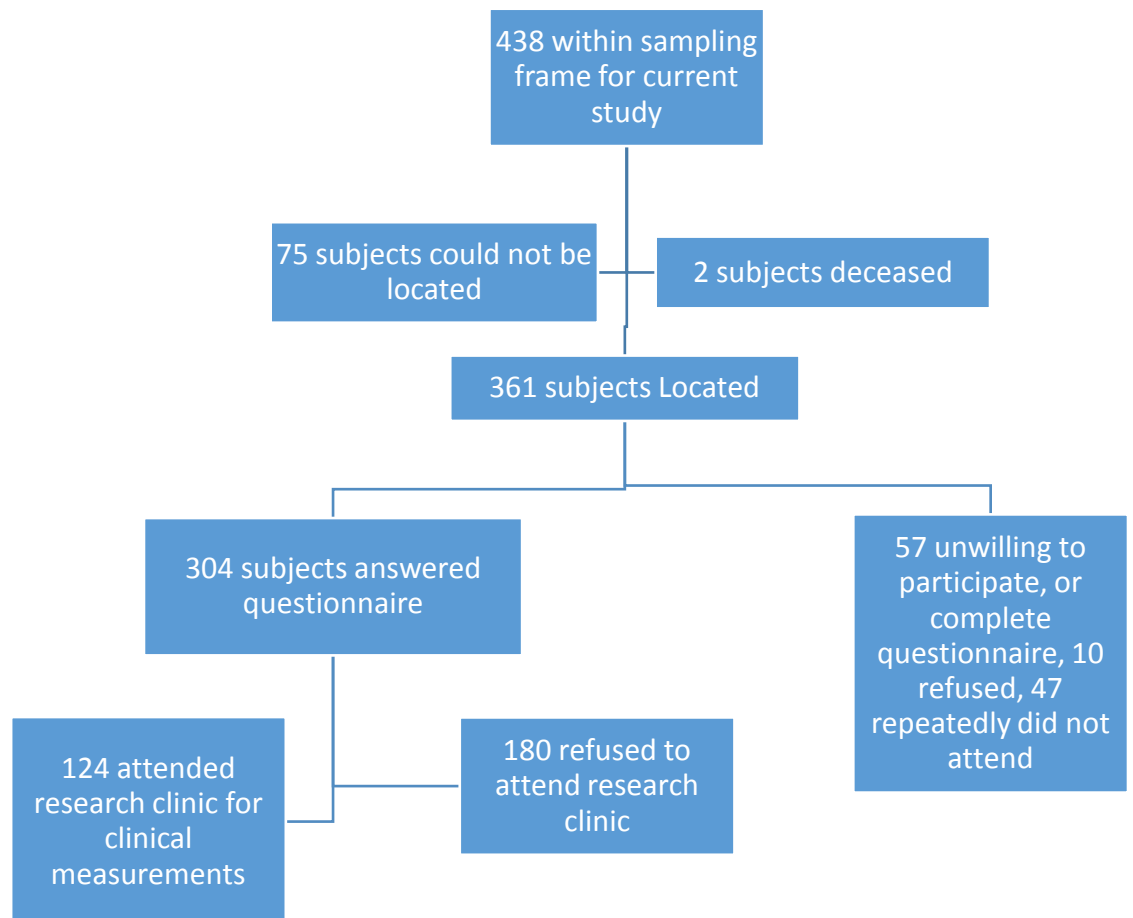 438 within sampling
frame for current
study
75 subjects could not be
located
2 subjects deceased
361 subjects Located
304 subjects answered
questionnaire
57 unwilling to
participate, or
complete
questionnaire, 10
refused, 47
repeatedly did not
attend
124 attended
research clinic for
clinical
measurements
180 refused to
attend research
clinic